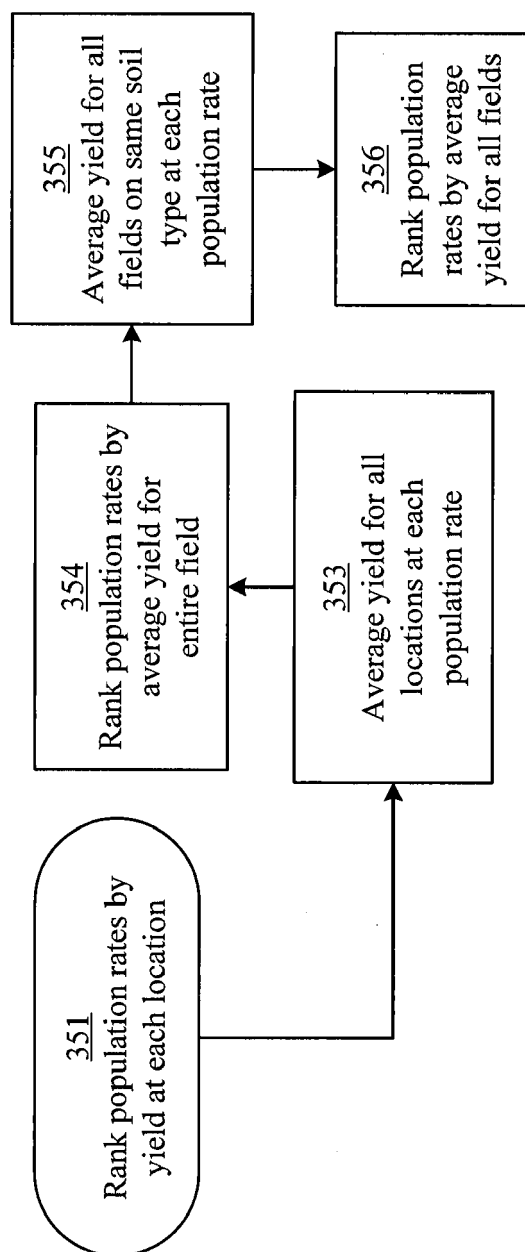 351
Rank population rates by
yield at each location
353
Average yield for all
locations at each
population rate
354
Rank population rates by
average yield for
entire field
355
Average yield for all
fields on same soil
type at each
population rate
356
Rank population
rates by average
yield for all fields